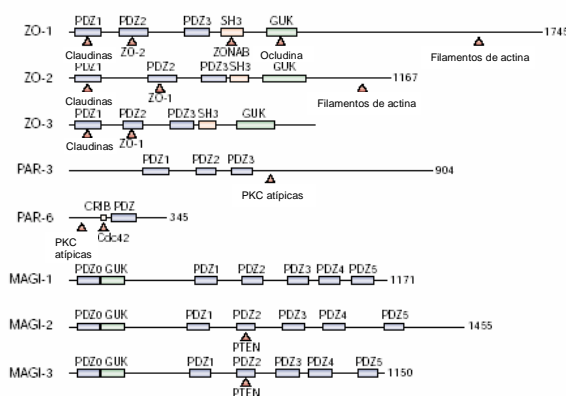 PDZ1 PDZ2 PDZ3 SH3 GUK
ZO-1 1745
Claudinas ZO-2 ZONAB Ocludina Filamentos de actina
PDZ1 PDZ2 PDZ3 SH3 GUK
ZO-2 1167
Claudinas ZO-1 Filamentos de actina
PDZ1 PDZ2 PDZ3 SH3 GUK
ZO-3
Claudinas ZO-1
PDZ1 PDZ2 PDZ3
PAR-3 904
PKC atípicas
CRIB PDZ
PAR-6 345
PKC atípicas Cdc42
PDZ0 GUK PDZ1 PDZ2 PDZ3 PDZ4 PDZ5
MAGI-1 1171
PDZ0 GUK PDZ1 PDZ2 PDZ3 PDZ4 PDZ5
MAGI-2 1455
PTEN
PDZ0 GUK PDZ1 PDZ2 PDZ3 PDZ4 PDZ5
MAGI-3 1150
PTEN